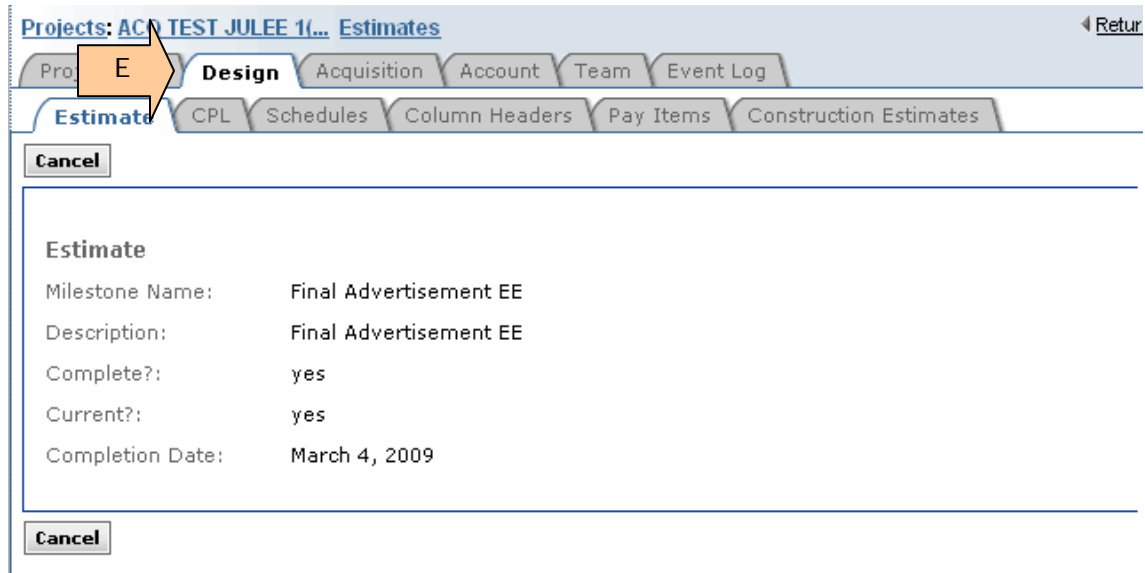 Projects: ACQ TEST JULEE 1(... Estimates Retur
E Design Acquisition Account Team Event Log
Estimate CPL Schedules Column Headers Pay Items Construction Estimates
Cancel
Estimate
Milestone Name: Final Advertisement EE
Description: Final Advertisement EE
Complete?: yes
Current?: yes
Completion Date: March 4, 2009
Cancel